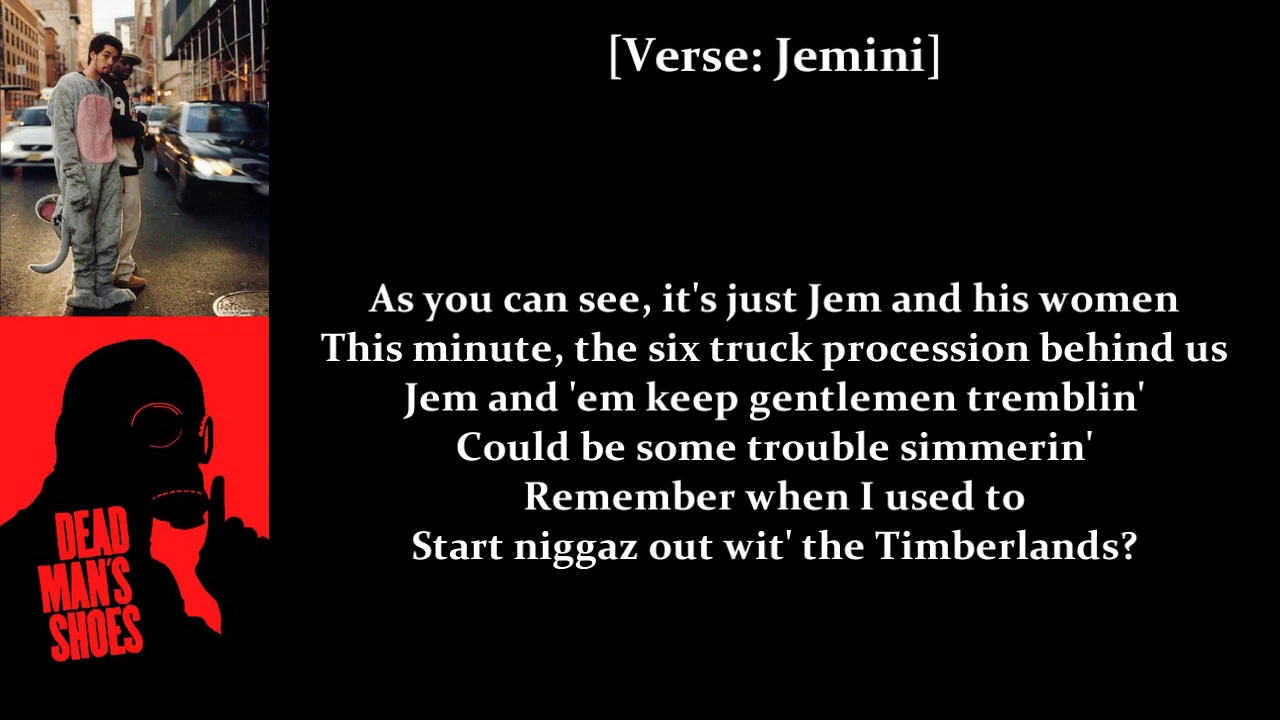 [Verse: Jemini]
As you can see, it's just Jem and his women
This minute, the six truck procession behind us
Jem and 'em keep gentlemen tremblin'
Could be some trouble simmerin'
Remember when I used to
Start niggaz out wit' the Timberlands?
9
DEAD
MAN'S
SHOES